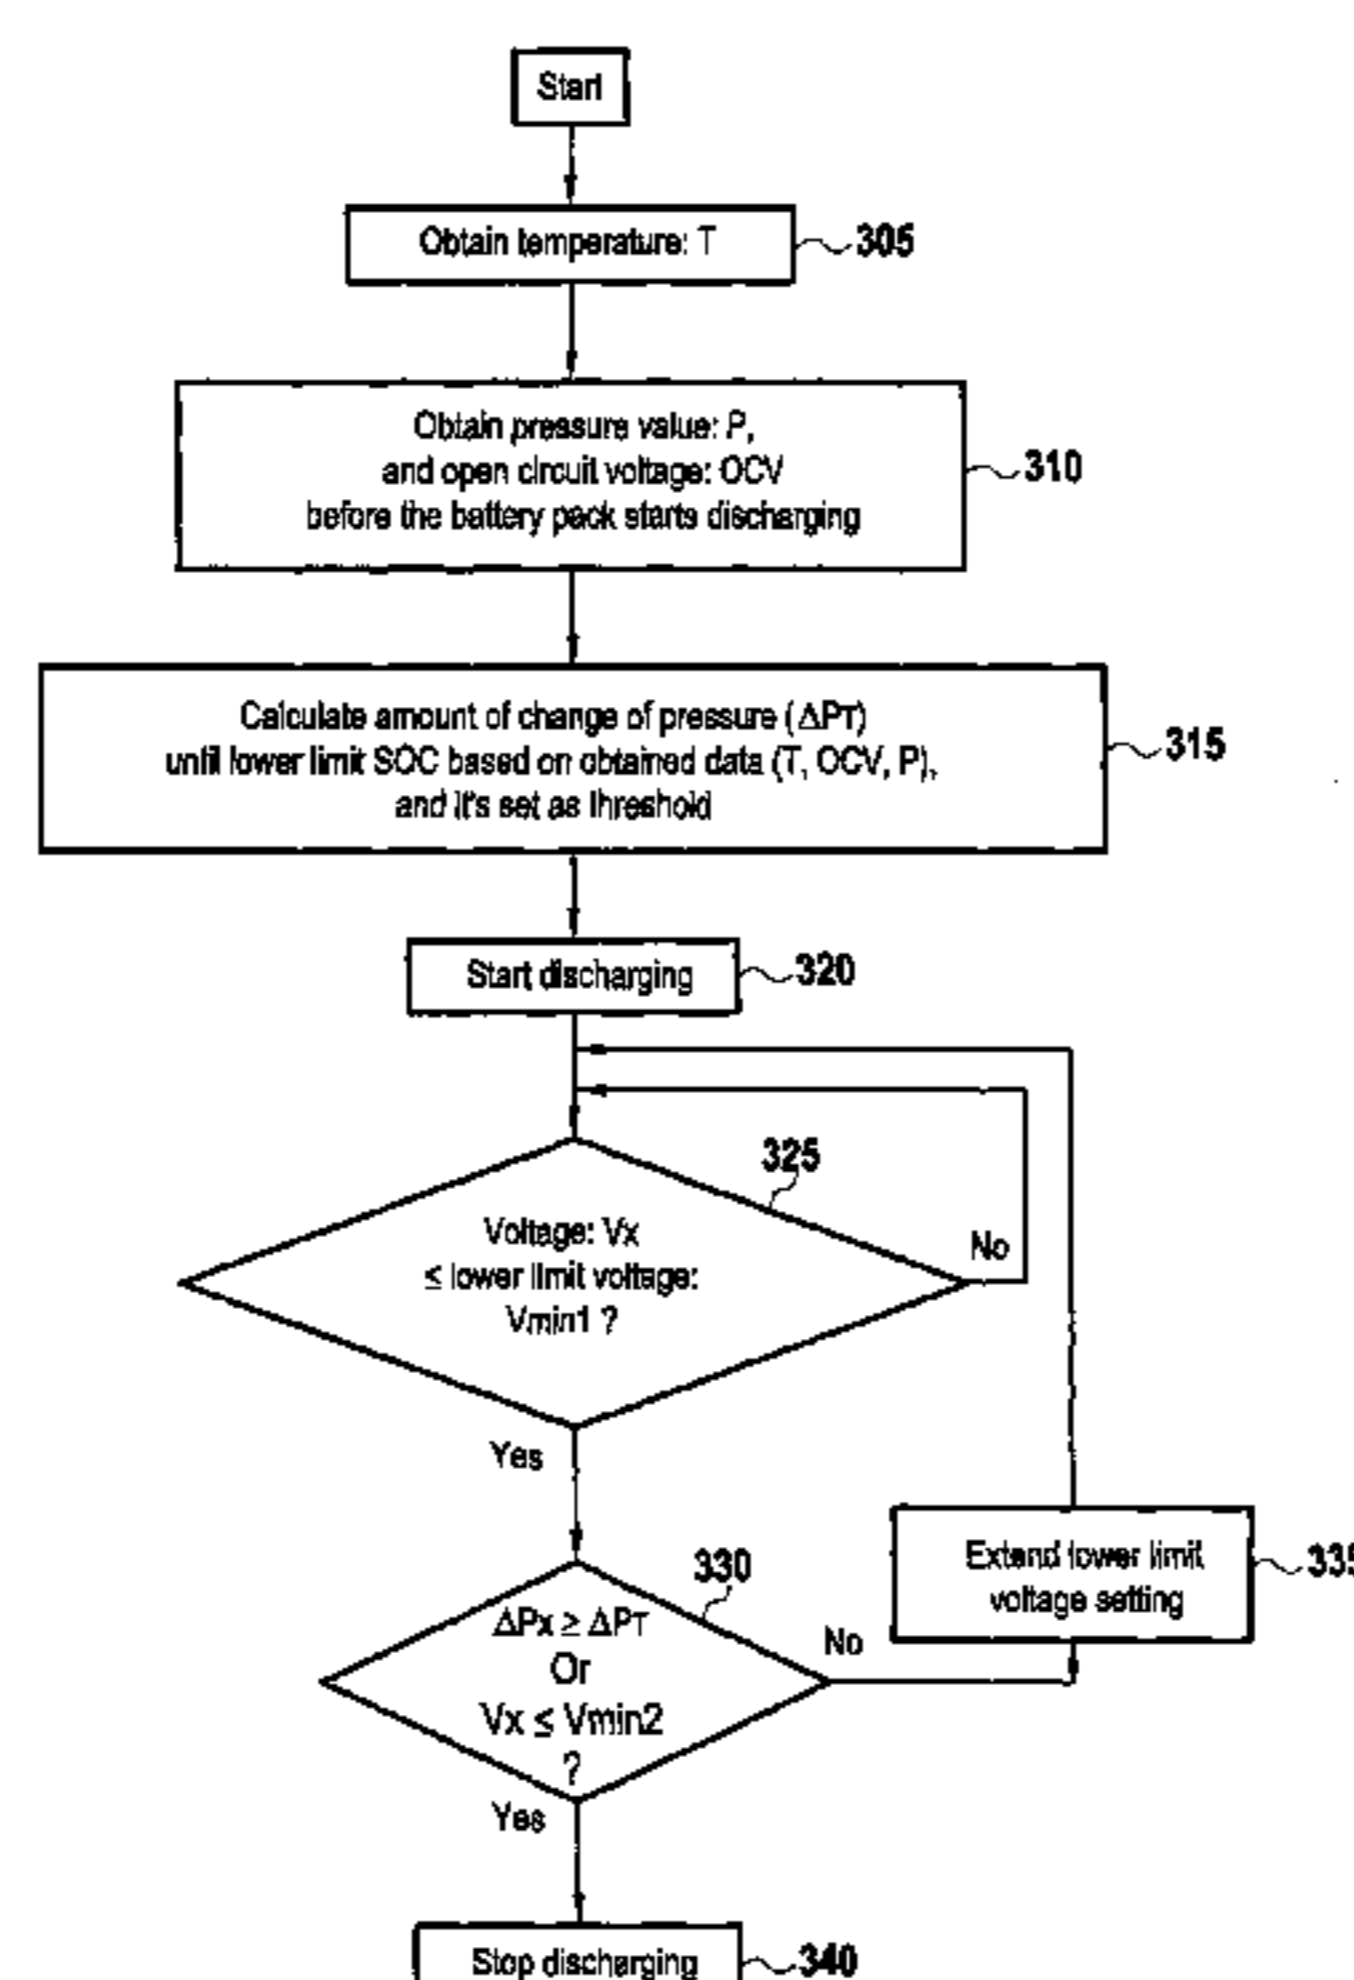 Start
Obtain temperature: T
305
Obtain pressure value: P,
and open circuit voltage: OCV
before the battery pack starts discharging
310
Calculate amount of change of pressure (ΔPT)
until lower limit SOC based on obtained data (T, OCV, P),
and it's set as threshold
315
Start discharging
320
325
Voltage: Vx
≤ lower limit voltage:
Vmin1 ?
No
Yes
330
ΔPx ≥ ΔPT
Or
Vx ≤ Vmin2
?
No
Extend lower limit
voltage setting
335
Yes
Stop discharging
340